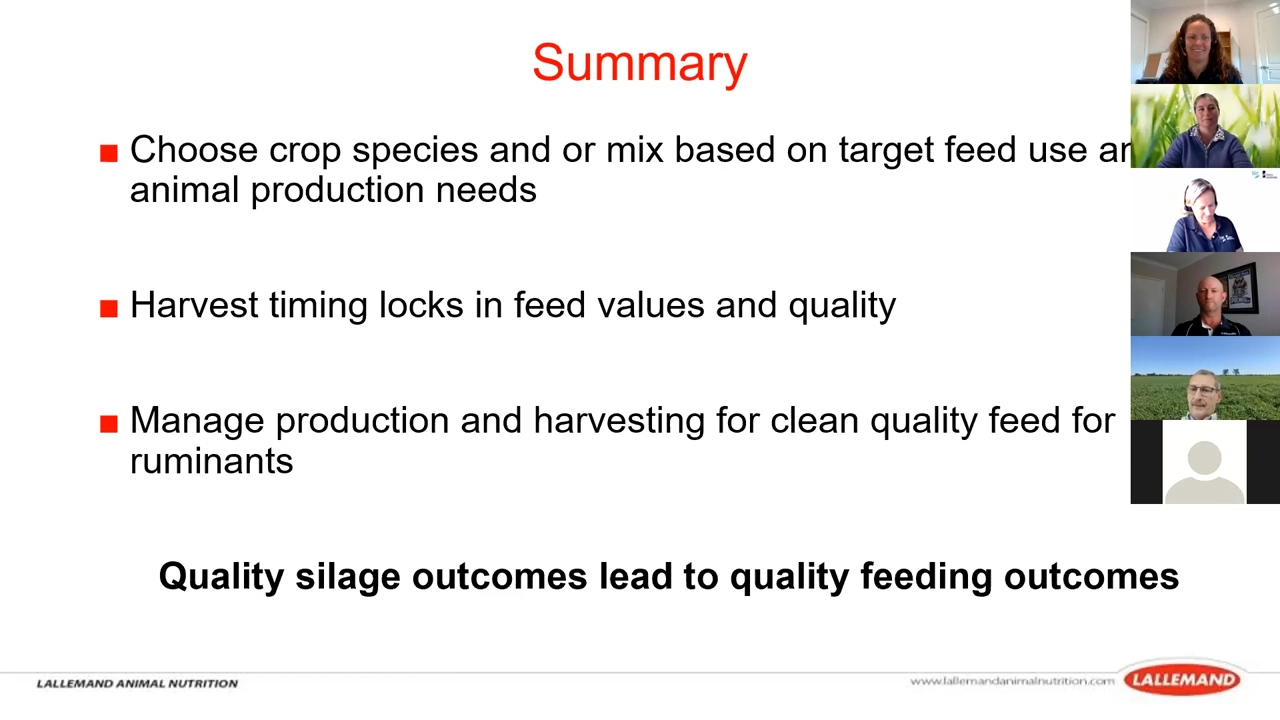 Summary
Choose crop species and or mix based on target feed use
animal production needs
Harvest timing locks in feed values and quality
Manage production and harvesting for clean quality feed for
ruminants
Quality silage outcomes lead to quality feeding outcomes
LALLEMAND ANIMAL NUTRITION
www.lallemandanimalnutrition.com
LALLEMAND